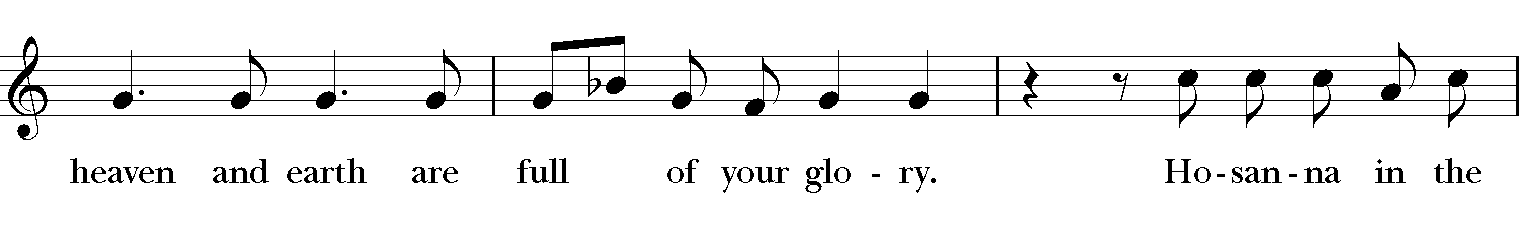 heaven and earth are full of your glo - ry. Ho - san - na in the